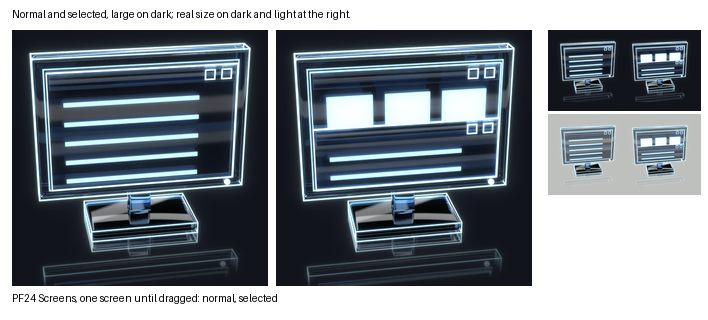 Normal and selected, large on dark; real size on dark and light at the right.
PF24 Screens, one screen until dragged: normal, selected